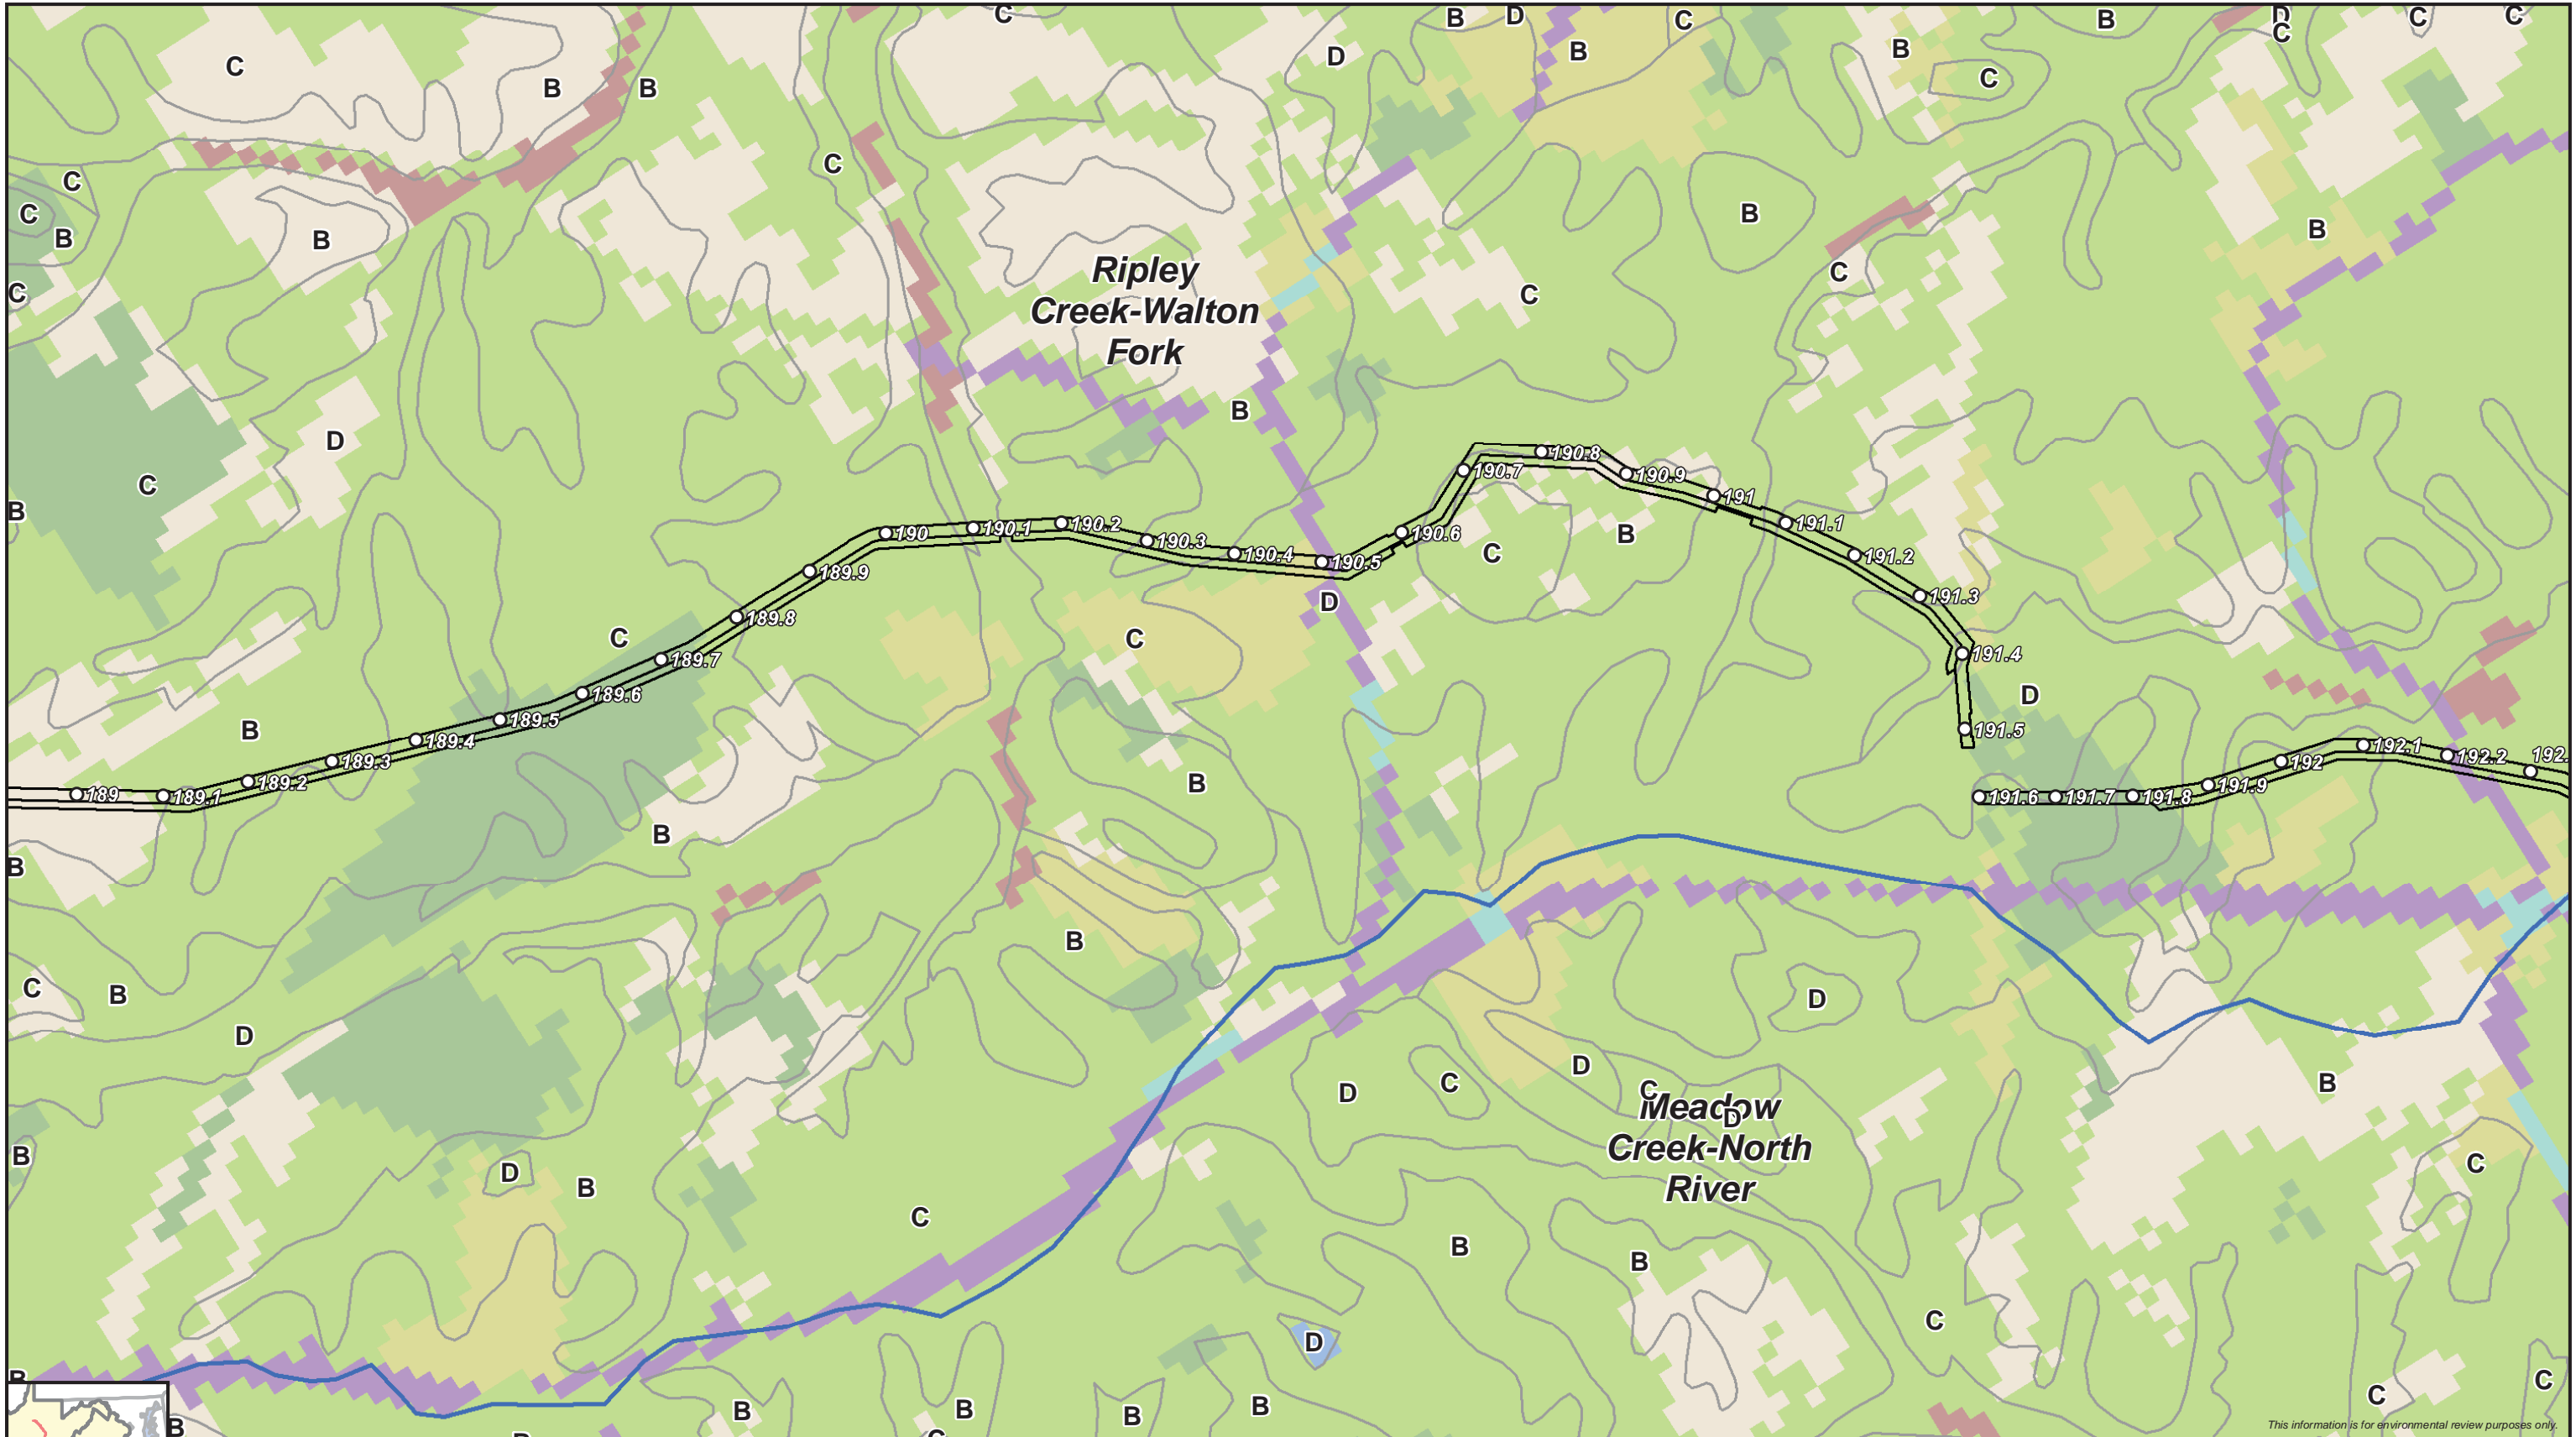 C
B
D
C
B
D
B
C
B
D
C
C
C
B
B
B
D
C
C
C
C
B
C
B
B
C
B
B
C
C
C
Ripley
Creek-Walton
Fork
B
D
C
B
190.8
190.7
190.9
191
190.6
191.1
190
190.1
190.2
190.3
190.4
190.5
191.2
B
C
189.9
191.3
D
189.8
C
C
189.7
191.4
189.6
D
189.5
B
191.5
189.4
192.1
192.2
192.
189.3
192
189.2
B
191.9
189
189.1
191.6
191.7
191.8
B
B
B
C
B
D
D
D
B
C
D
C
Meadow
D
Creek-North
River
B
C
D
B
C
B
B
C
D
B
C
C
B
B
B
B
B
C
B
This information is for environmental review purposes only.